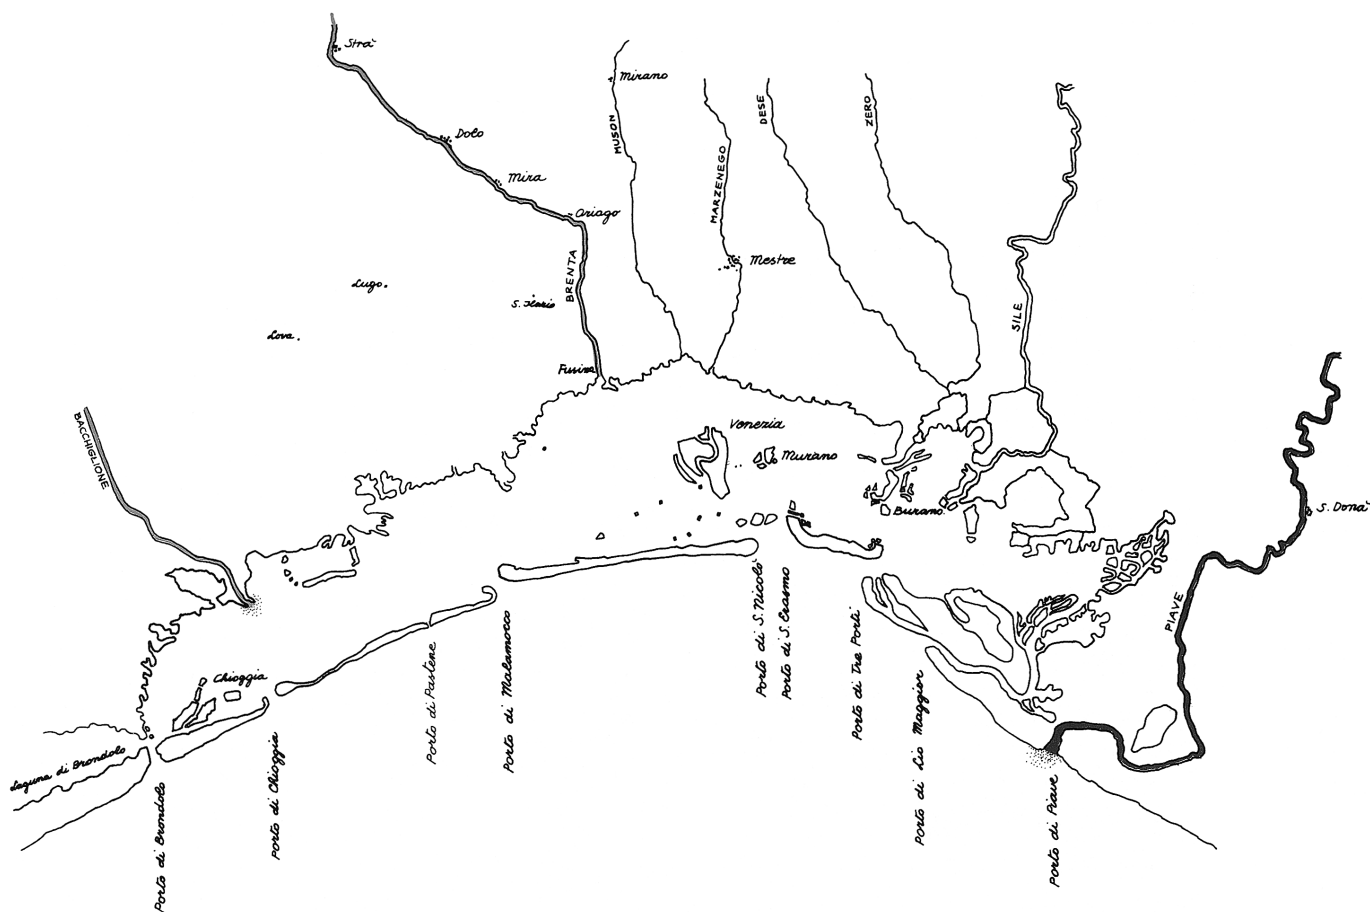 Strà
Mirano
DESE
ZERO
MUSON
Dolo
Mira
MARZENEGO
Oriago
Mestre
BRENTA
Lugo.
S. Ilario
SILE
Lova.
Fusina
BACCHIGLIONE
Venezia
Murano
Burano.
S. Donà
PIAVE
Chioggia
Laguna di Brondolo
Porto di Brondolo
Porto di Chioggia
Porto di Pastene
Porto di Malamocco
Porto di S. Nicolò
Porto di S. Erasmo
Porto di Tre Porti
Porto di Lio Maggior
Porto di Piave